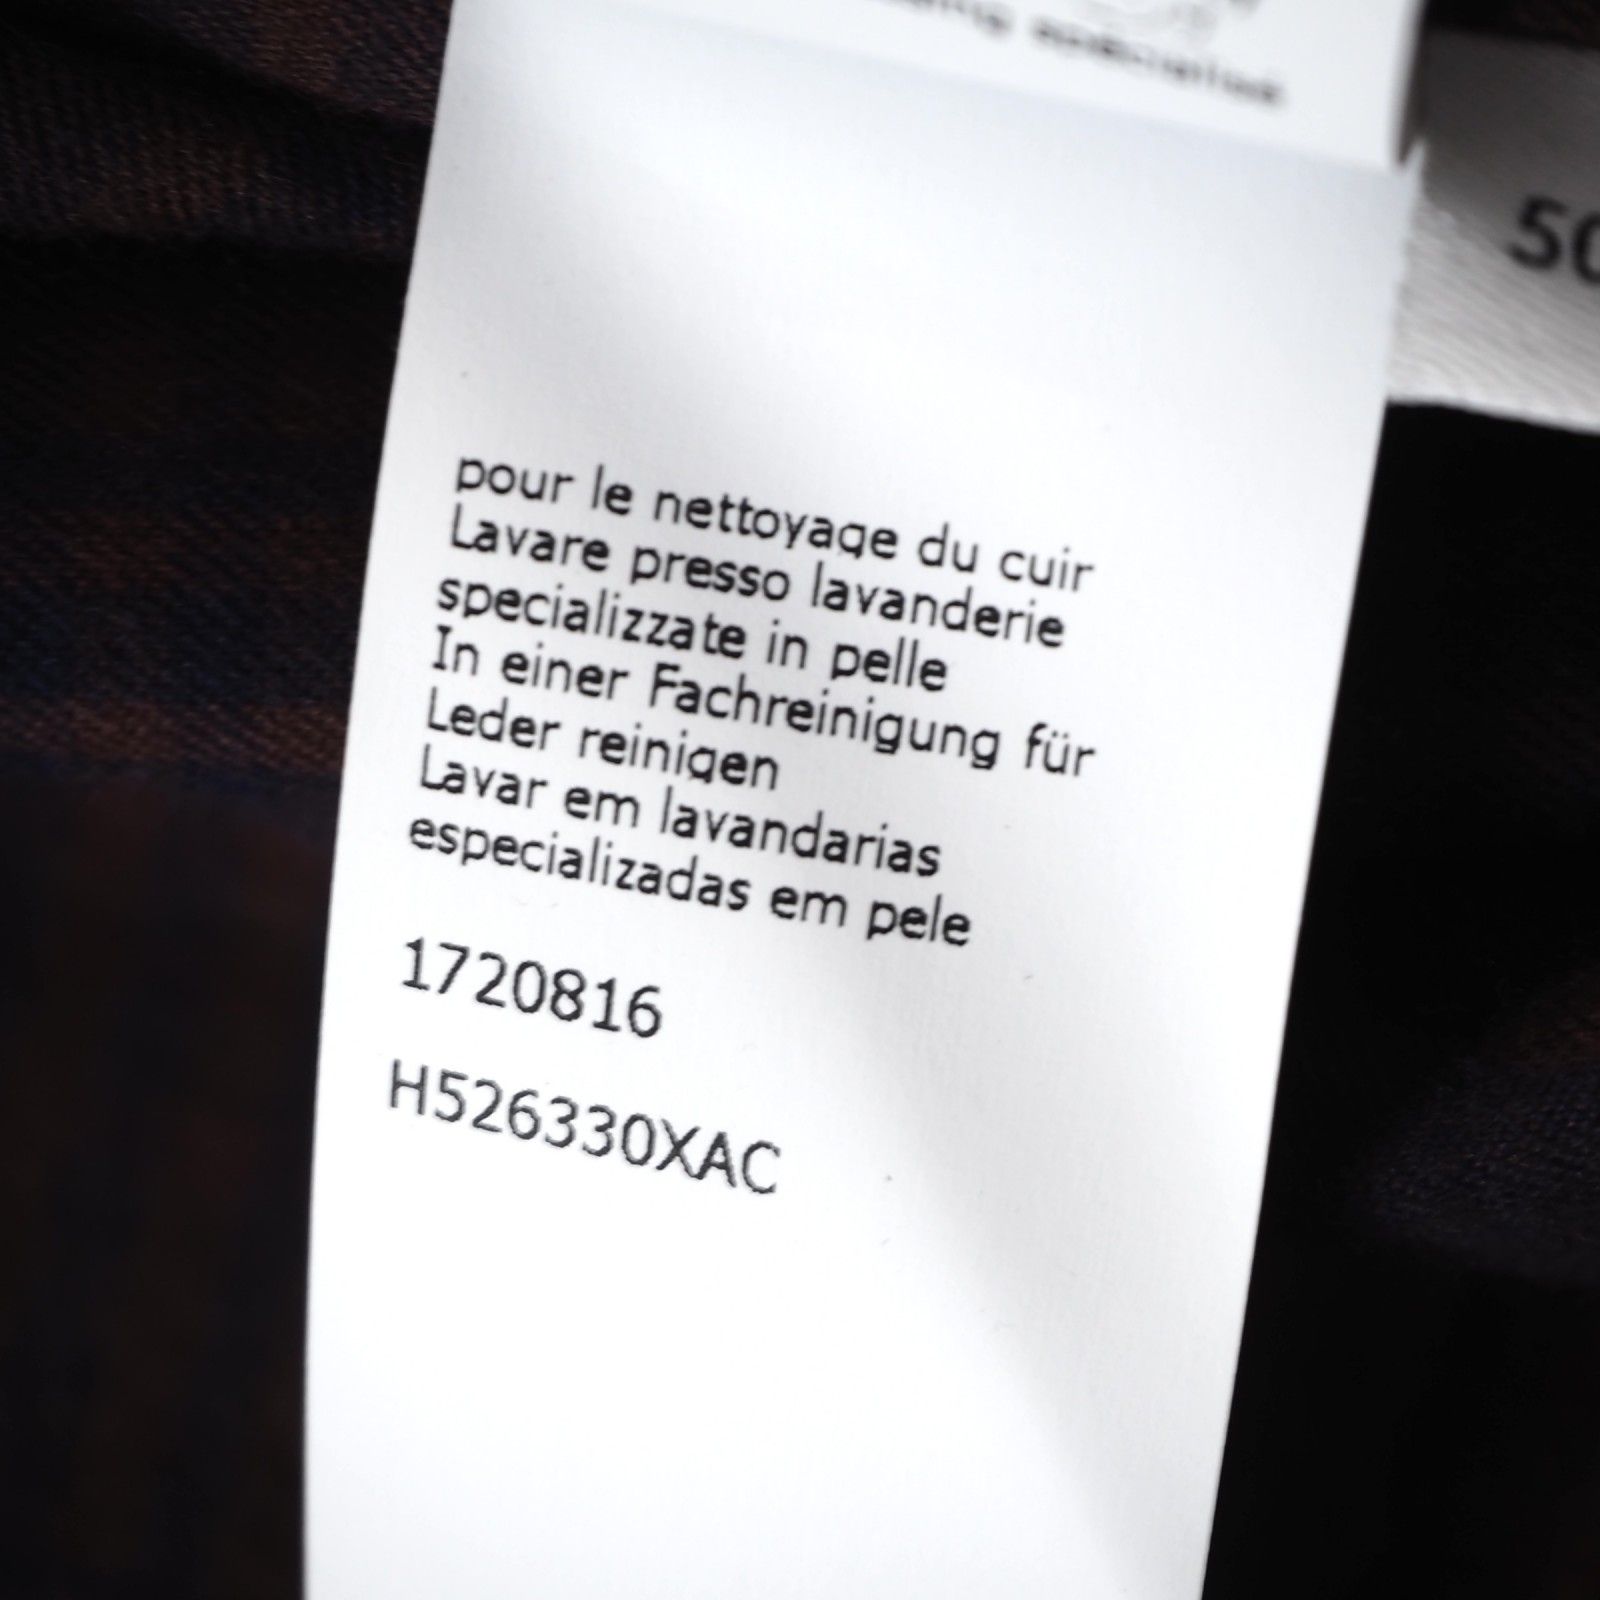 50
pour le nettoyage du cuir
Lavare presso lavanderie
specializzate in pelle
In einer Fachreinigung für
Leder reinigen
Lavar em lavandarias
especializadas em pele
1720816
H526330XAC